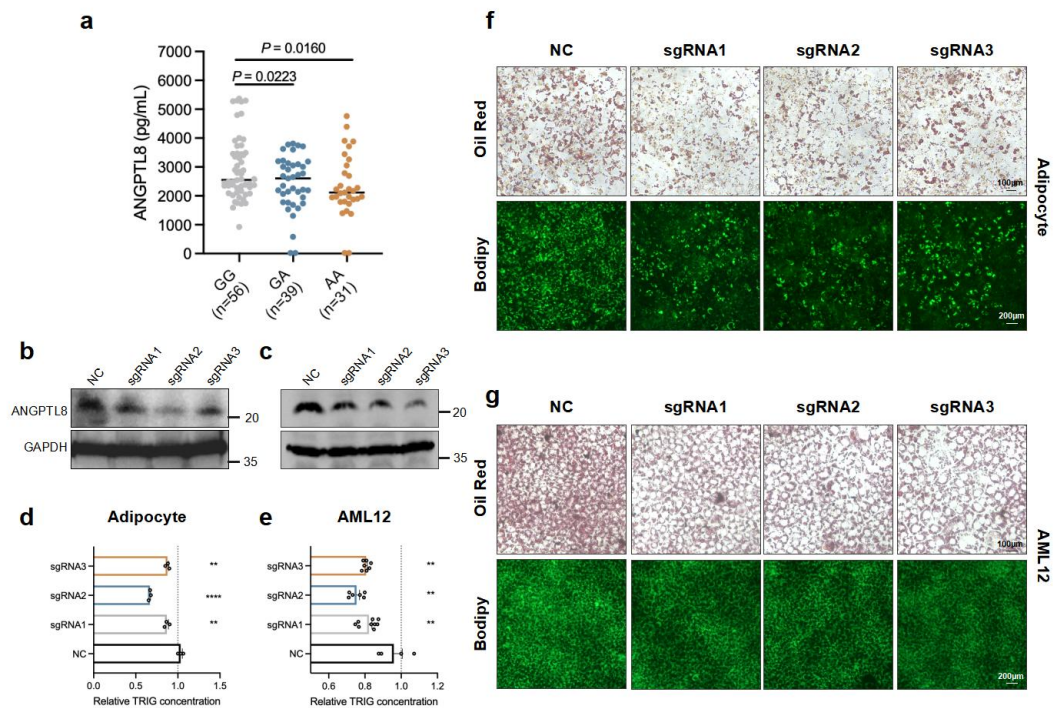 a
P = 0.0160
P = 0.0223
7000
6000
5000
4000
3000
2000
1000
0
ANGPTL8 (pg/mL)
GG
(n=56)
GA
(n=39)
AA
(n=31)
b
NC
sgRNA1
sgRNA2
sgRNA3
ANGPTL8
20
GAPDH
35
c
NC
sgRNA1
sgRNA2
sgRNA3
20
35
d
Adipocyte
sgRNA3
**
sgRNA2
****
sgRNA1
**
NC
0.0 0.5 1.0 1.5
Relative TRIG concentration
e
AML12
sgRNA3
**
sgRNA2
**
sgRNA1
**
NC
0.6 0.8 1.0 1.2
Relative TRIG concentration
f
NC sgRNA1 sgRNA2 sgRNA3
Oil Red
100μm
Bodipy
200μm
Adipocyte
g
NC sgRNA1 sgRNA2 sgRNA3
Oil Red
100μm
Bodipy
200μm
AML12